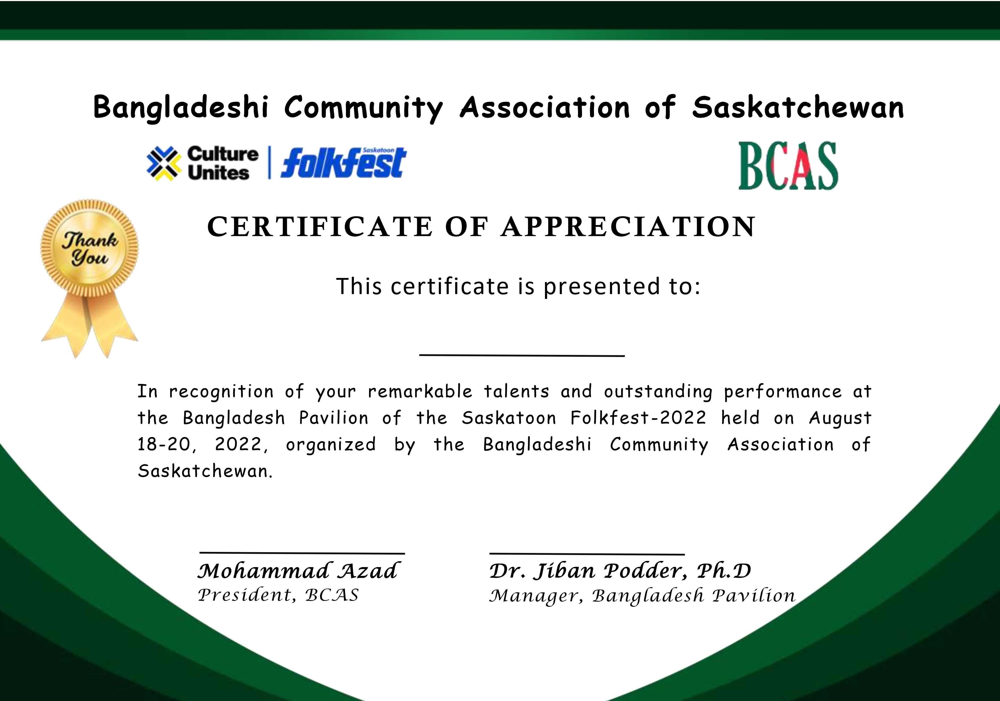 Bangladeshi Community Association of Saskatchewan
Culture
Unites
Saskatoon
folkfest
BCAS
Thank
You
CERTIFICATE OF APPRECIATION
This certificate is presented to:
In recognition of your remarkable talents and outstanding performance at
the Bangladesh Pavilion of the Saskatoon Folkfest-2022 held on August
18-20, 2022, organized by the Bangladeshi Community Association of
Saskatchewan.
Mohammad Azad
President, BCAS
Dr. Jiban Podder, Ph.D
Manager, Bangladesh Pavilion